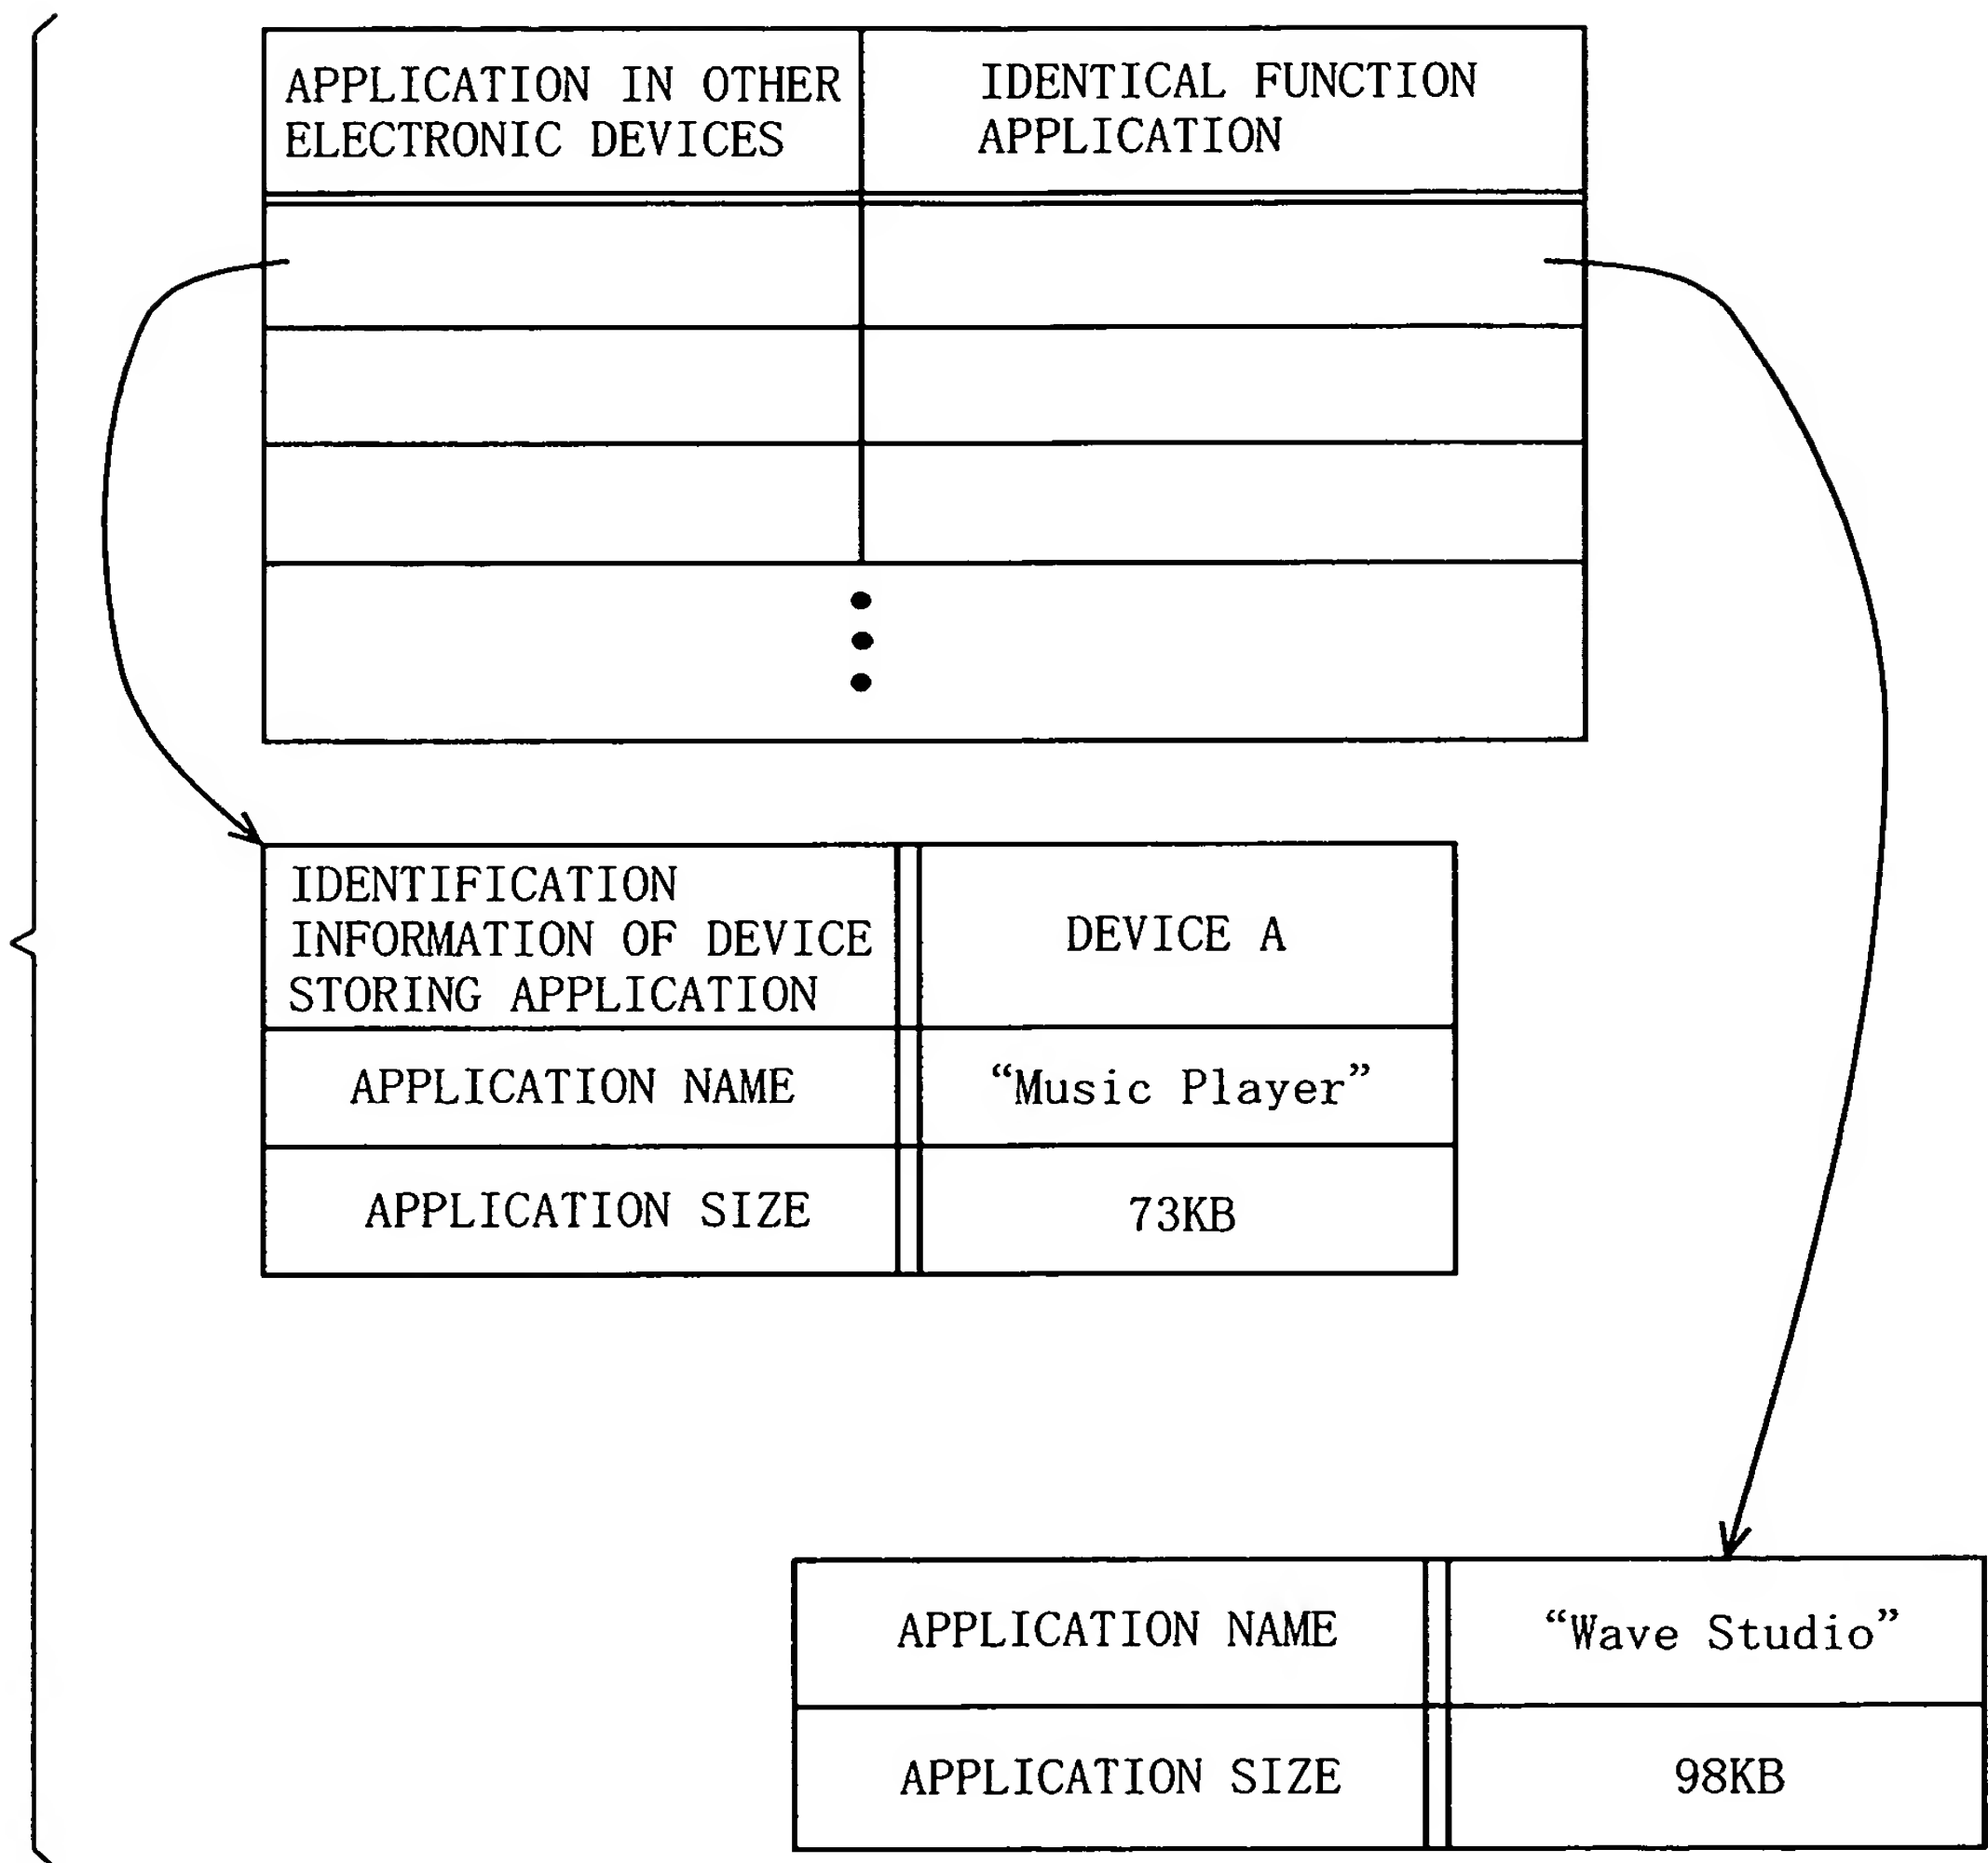 APPLICATION IN OTHER
ELECTRONIC DEVICES
IDENTICAL FUNCTION
APPLICATION
IDENTIFICATION
INFORMATION OF DEVICE
STORING APPLICATION
DEVICE A
APPLICATION NAME
“Music Player”
APPLICATION SIZE
73KB
APPLICATION NAME
“Wave Studio”
APPLICATION SIZE
98KB